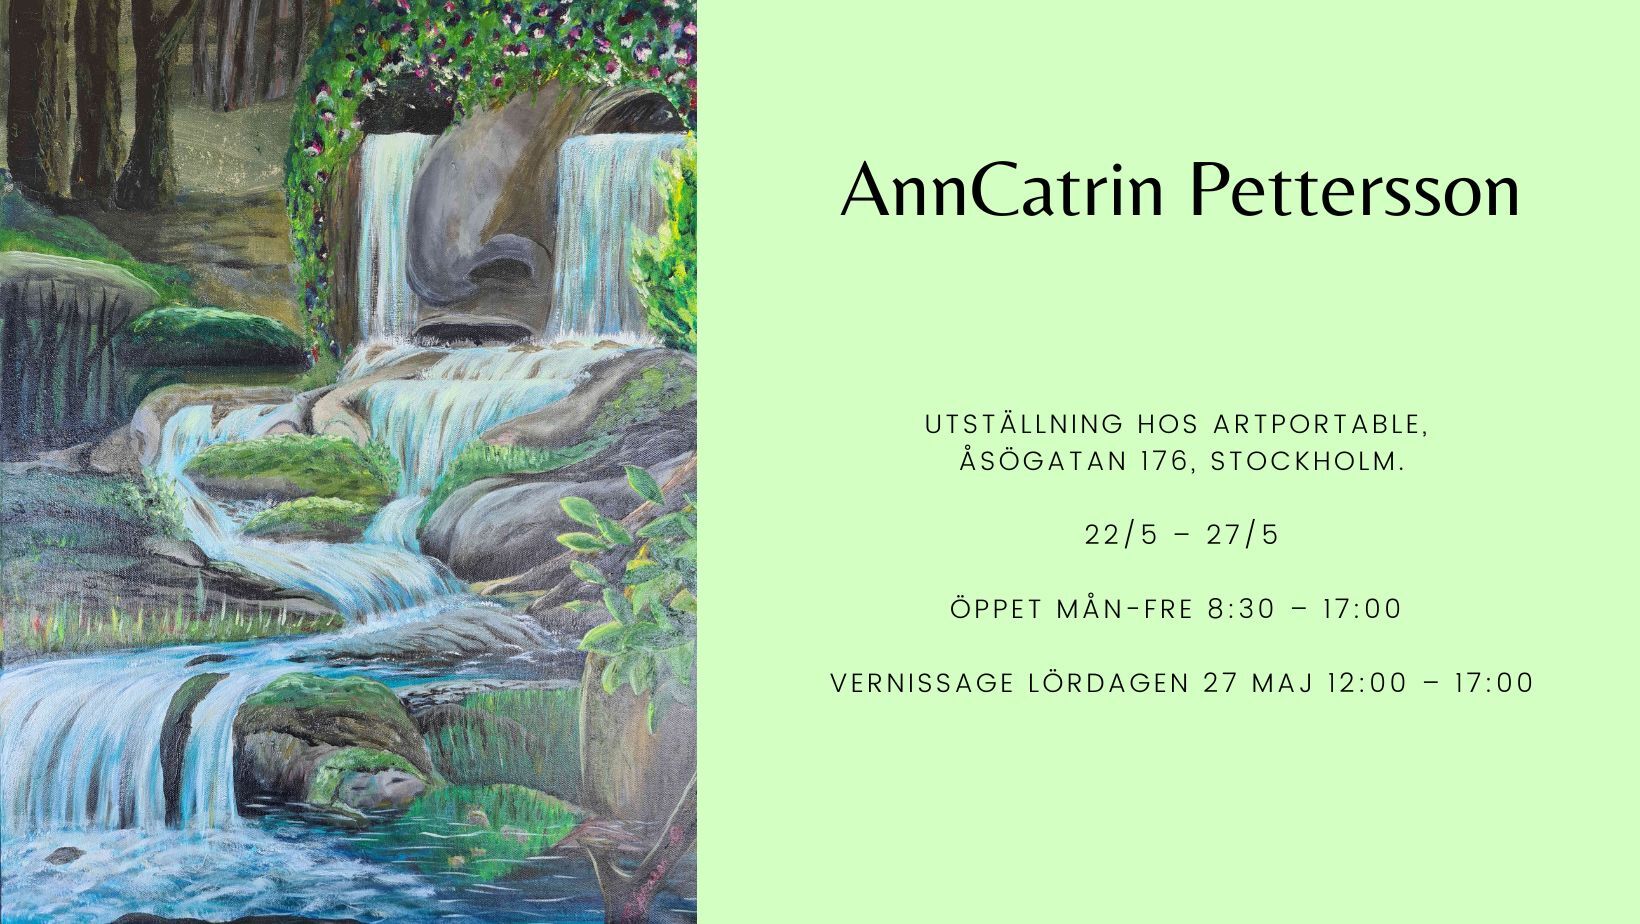 AnnCatrin Pettersson
UTSTÄLLNING HOS ARTPORTABLE,
ÅSÖGATAN 176, STOCKHOLM.
22/5 – 27/5
ÖPPET MÅN-FRE 8:30 – 17:00
VERNISSAGE LÖRDAGEN 27 MAJ 12:00 – 17:00